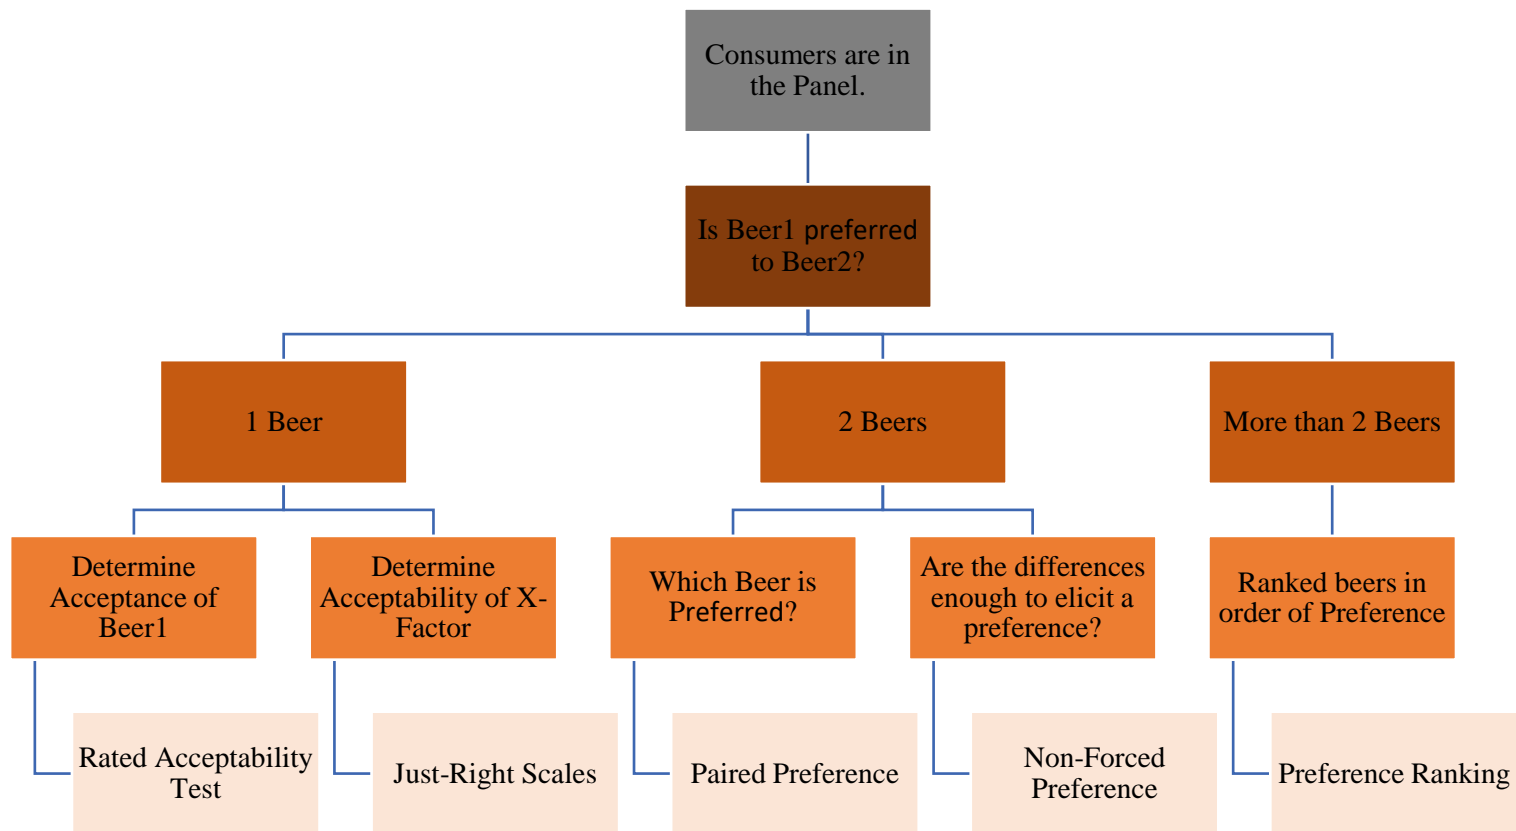 Consumers are in
the Panel.
Is Beer1 preferred
to Beer2?
1 Beer
2 Beers
More than 2 Beers
Determine
Acceptance of
Beer1
Determine
Acceptability of X-
Factor
Which Beer is
Preferred?
Are the differences
enough to elicit a
preference?
Ranked beers in
order of Preference
Rated Acceptability
Test
Just-Right Scales
Paired Preference
Non-Forced
Preference
Preference Ranking